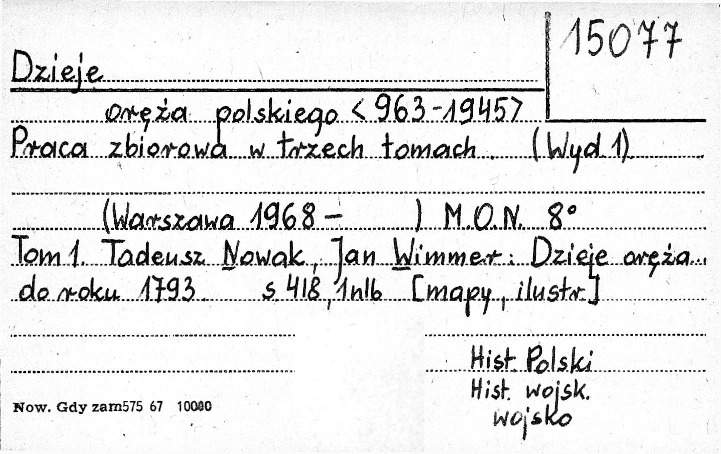 15077
Dzieje
oręża polskiego < 963-1945>
Praca zbiorowa w trzech tomach. (Wyd. 1)
(Warszawa 1968 - ) M.O.N. 8°
Tom 1. Tadeusz Nowak, Jan Wimmer: Dzieje oręża
do roku 1793. s 418, 1nlb [mapy, ilustr.]
Hist. Polski
Hist. wojsk.
wojsko
Now. Gdy zam575 67 10000